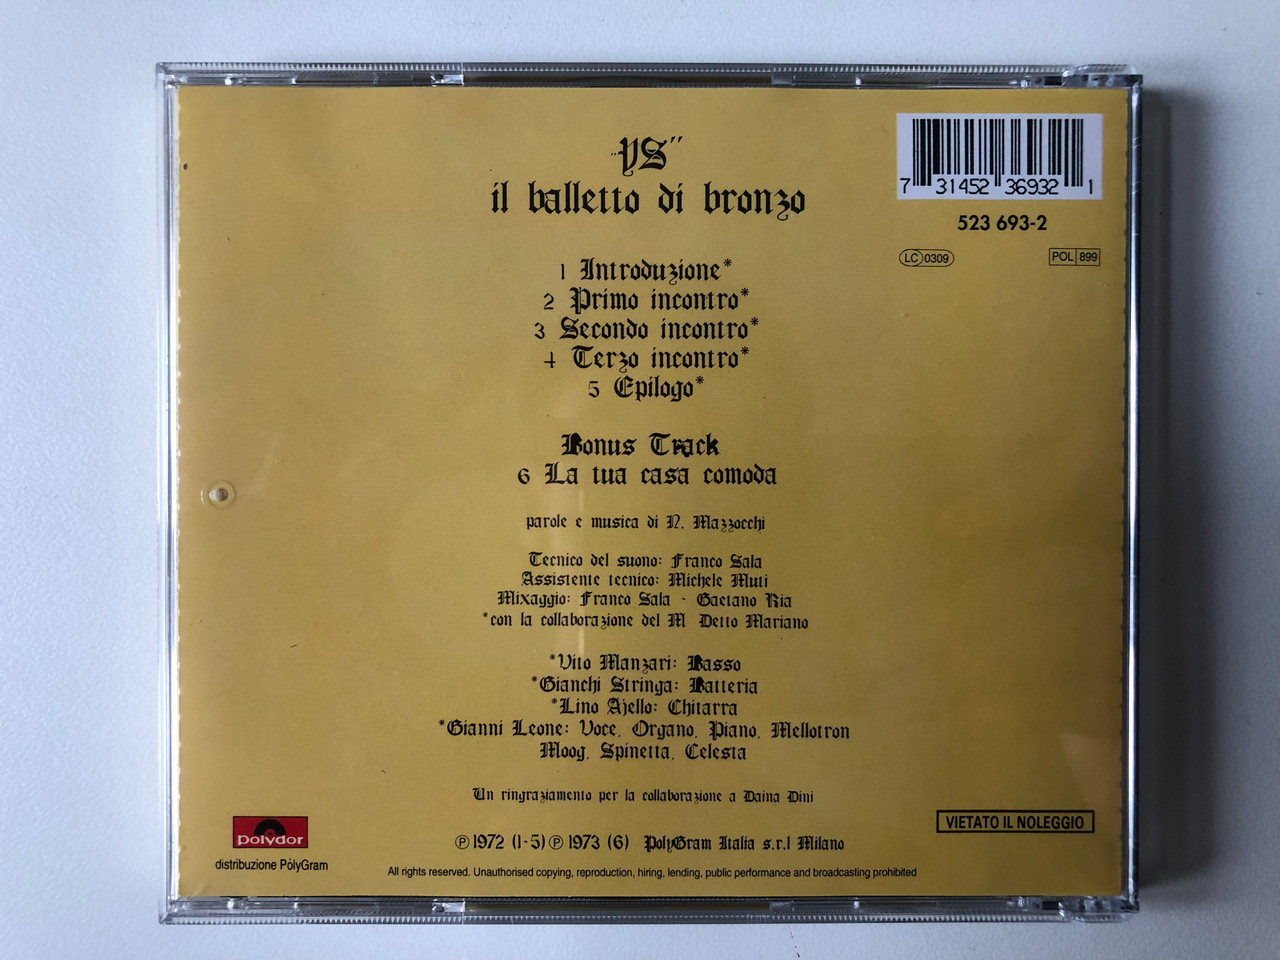 "YS"
il balletto di bronzo
7 31452 36932 1
523 693-2
LC 0309
POL 899
1 Introduzione*
2 Primo incontro*
3 Secondo incontro*
4 Terzo incontro*
5 Epilogo*
Bonus Track
6 La tua casa comoda
parole e musica di N. Mazzocchi
Tecnico del suono: Franco Sala
Assistente tecnico: Michele Muti
Mixaggio: Franco Sala - Gaetano Ria
*con la collaborazione del M Detto Mariano
*Vito Manzari: Basso
*Gianchi Stringa: Batteria
*Lino Ajello: Chitarra
*Gianni Leone: Voce, Organo, Piano, Mellotron
Moog, Spinetta, Celesta
Un ringraziamento per la collaborazione a Daina Dini
polydor
distribuzione PolyGram
VIETATO IL NOLEGGIO
℗ 1972 (1-5) ℗ 1973 (6) PolyGram Italia s.r.l Milano
All rights reserved. Unauthorised copying, reproduction, hiring, lending, public performance and broadcasting prohibited